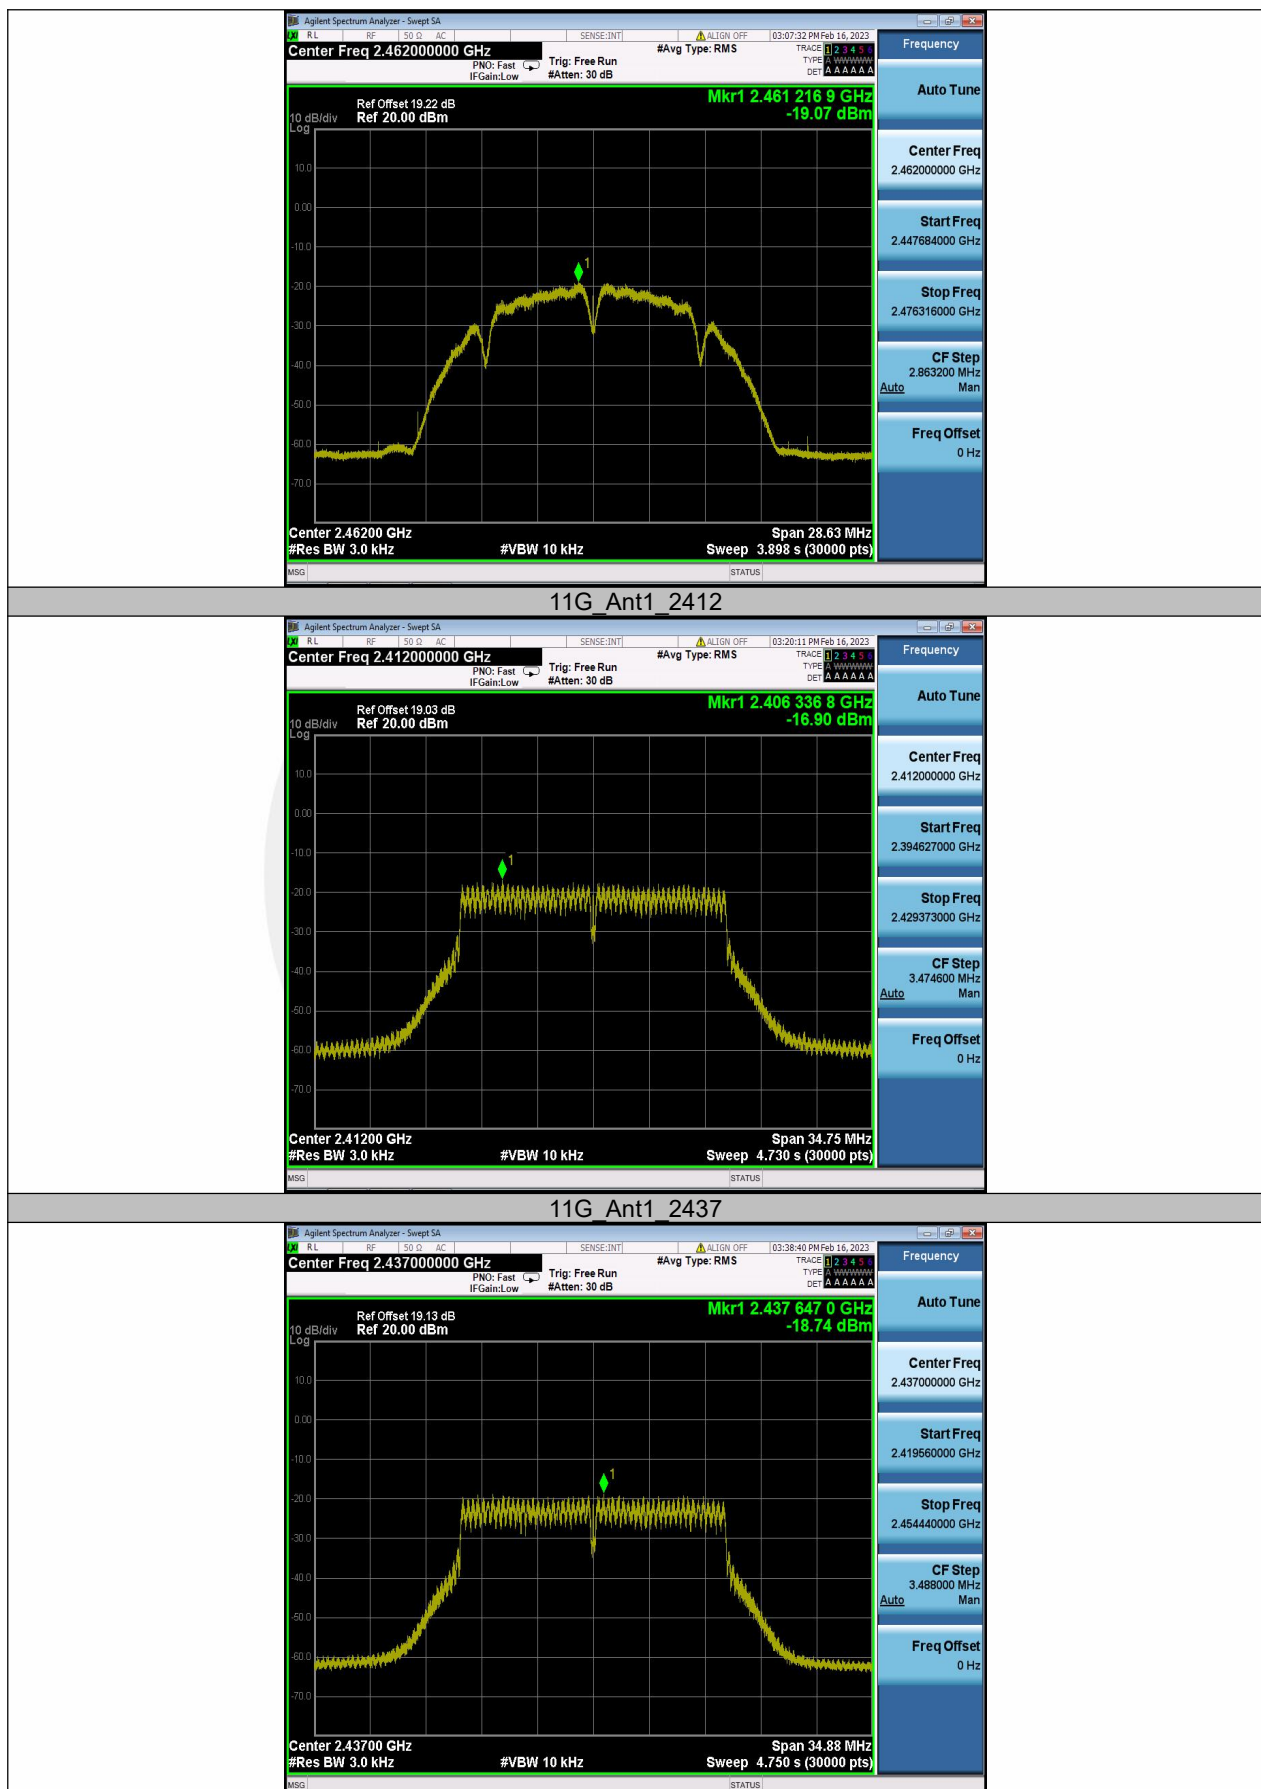 Agilent Spectrum Analyzer - Swept SA
RL RF 50 Ω AC SENSE:INT ALIGN OFF 03:07:32 PM Feb 16, 2023
Center Freq 2.462000000 GHz #Avg Type: RMS TRACE 1 2 3 4 5 6
PNO: Fast Trig: Free Run TYPE A WWWWW
IFGain:Low #Atten: 30 dB DET A A A A A A
Frequency
Auto Tune
Mkr1 2.461 216 9 GHz
-19.07 dBm
Ref Offset 19.22 dB
10 dB/div Ref 20.00 dBm
Log
10.0
0.00
-10.0
-20.0
-30.0
-40.0
-50.0
-60.0
-70.0
1
Center 2.46200 GHz Span 28.63 MHz
#Res BW 3.0 kHz #VBW 10 kHz Sweep 3.898 s (30000 pts)
Center Freq
2.462000000 GHz
Start Freq
2.447684000 GHz
Stop Freq
2.476316000 GHz
CF Step
2.863200 MHz
Auto Man
Freq Offset
0 Hz
MSG STATUS
11G_Ant1_2412
Agilent Spectrum Analyzer - Swept SA
RL RF 50 Ω AC SENSE:INT ALIGN OFF 03:20:11 PM Feb 16, 2023
Center Freq 2.412000000 GHz #Avg Type: RMS TRACE 1 2 3 4 5 6
PNO: Fast Trig: Free Run TYPE A WWWWW
IFGain:Low #Atten: 30 dB DET A A A A A A
Frequency
Auto Tune
Mkr1 2.406 336 8 GHz
-16.90 dBm
Ref Offset 19.03 dB
10 dB/div Ref 20.00 dBm
Log
10.0
0.00
-10.0
-20.0
-30.0
-40.0
-50.0
-60.0
-70.0
1
Center 2.41200 GHz Span 34.75 MHz
#Res BW 3.0 kHz #VBW 10 kHz Sweep 4.730 s (30000 pts)
Center Freq
2.412000000 GHz
Start Freq
2.394627000 GHz
Stop Freq
2.429373000 GHz
CF Step
3.474600 MHz
Auto Man
Freq Offset
0 Hz
MSG STATUS
11G_Ant1_2437
Agilent Spectrum Analyzer - Swept SA
RL RF 50 Ω AC SENSE:INT ALIGN OFF 03:38:40 PM Feb 16, 2023
Center Freq 2.437000000 GHz #Avg Type: RMS TRACE 1 2 3 4 5 6
PNO: Fast Trig: Free Run TYPE A WWWWW
IFGain:Low #Atten: 30 dB DET A A A A A A
Frequency
Auto Tune
Mkr1 2.437 647 0 GHz
-18.74 dBm
Ref Offset 19.13 dB
10 dB/div Ref 20.00 dBm
Log
10.0
0.00
-10.0
-20.0
-30.0
-40.0
-50.0
-60.0
-70.0
1
Center 2.43700 GHz Span 34.88 MHz
#Res BW 3.0 kHz #VBW 10 kHz Sweep 4.750 s (30000 pts)
Center Freq
2.437000000 GHz
Start Freq
2.419560000 GHz
Stop Freq
2.454440000 GHz
CF Step
3.488000 MHz
Auto Man
Freq Offset
0 Hz
MSG STATUS